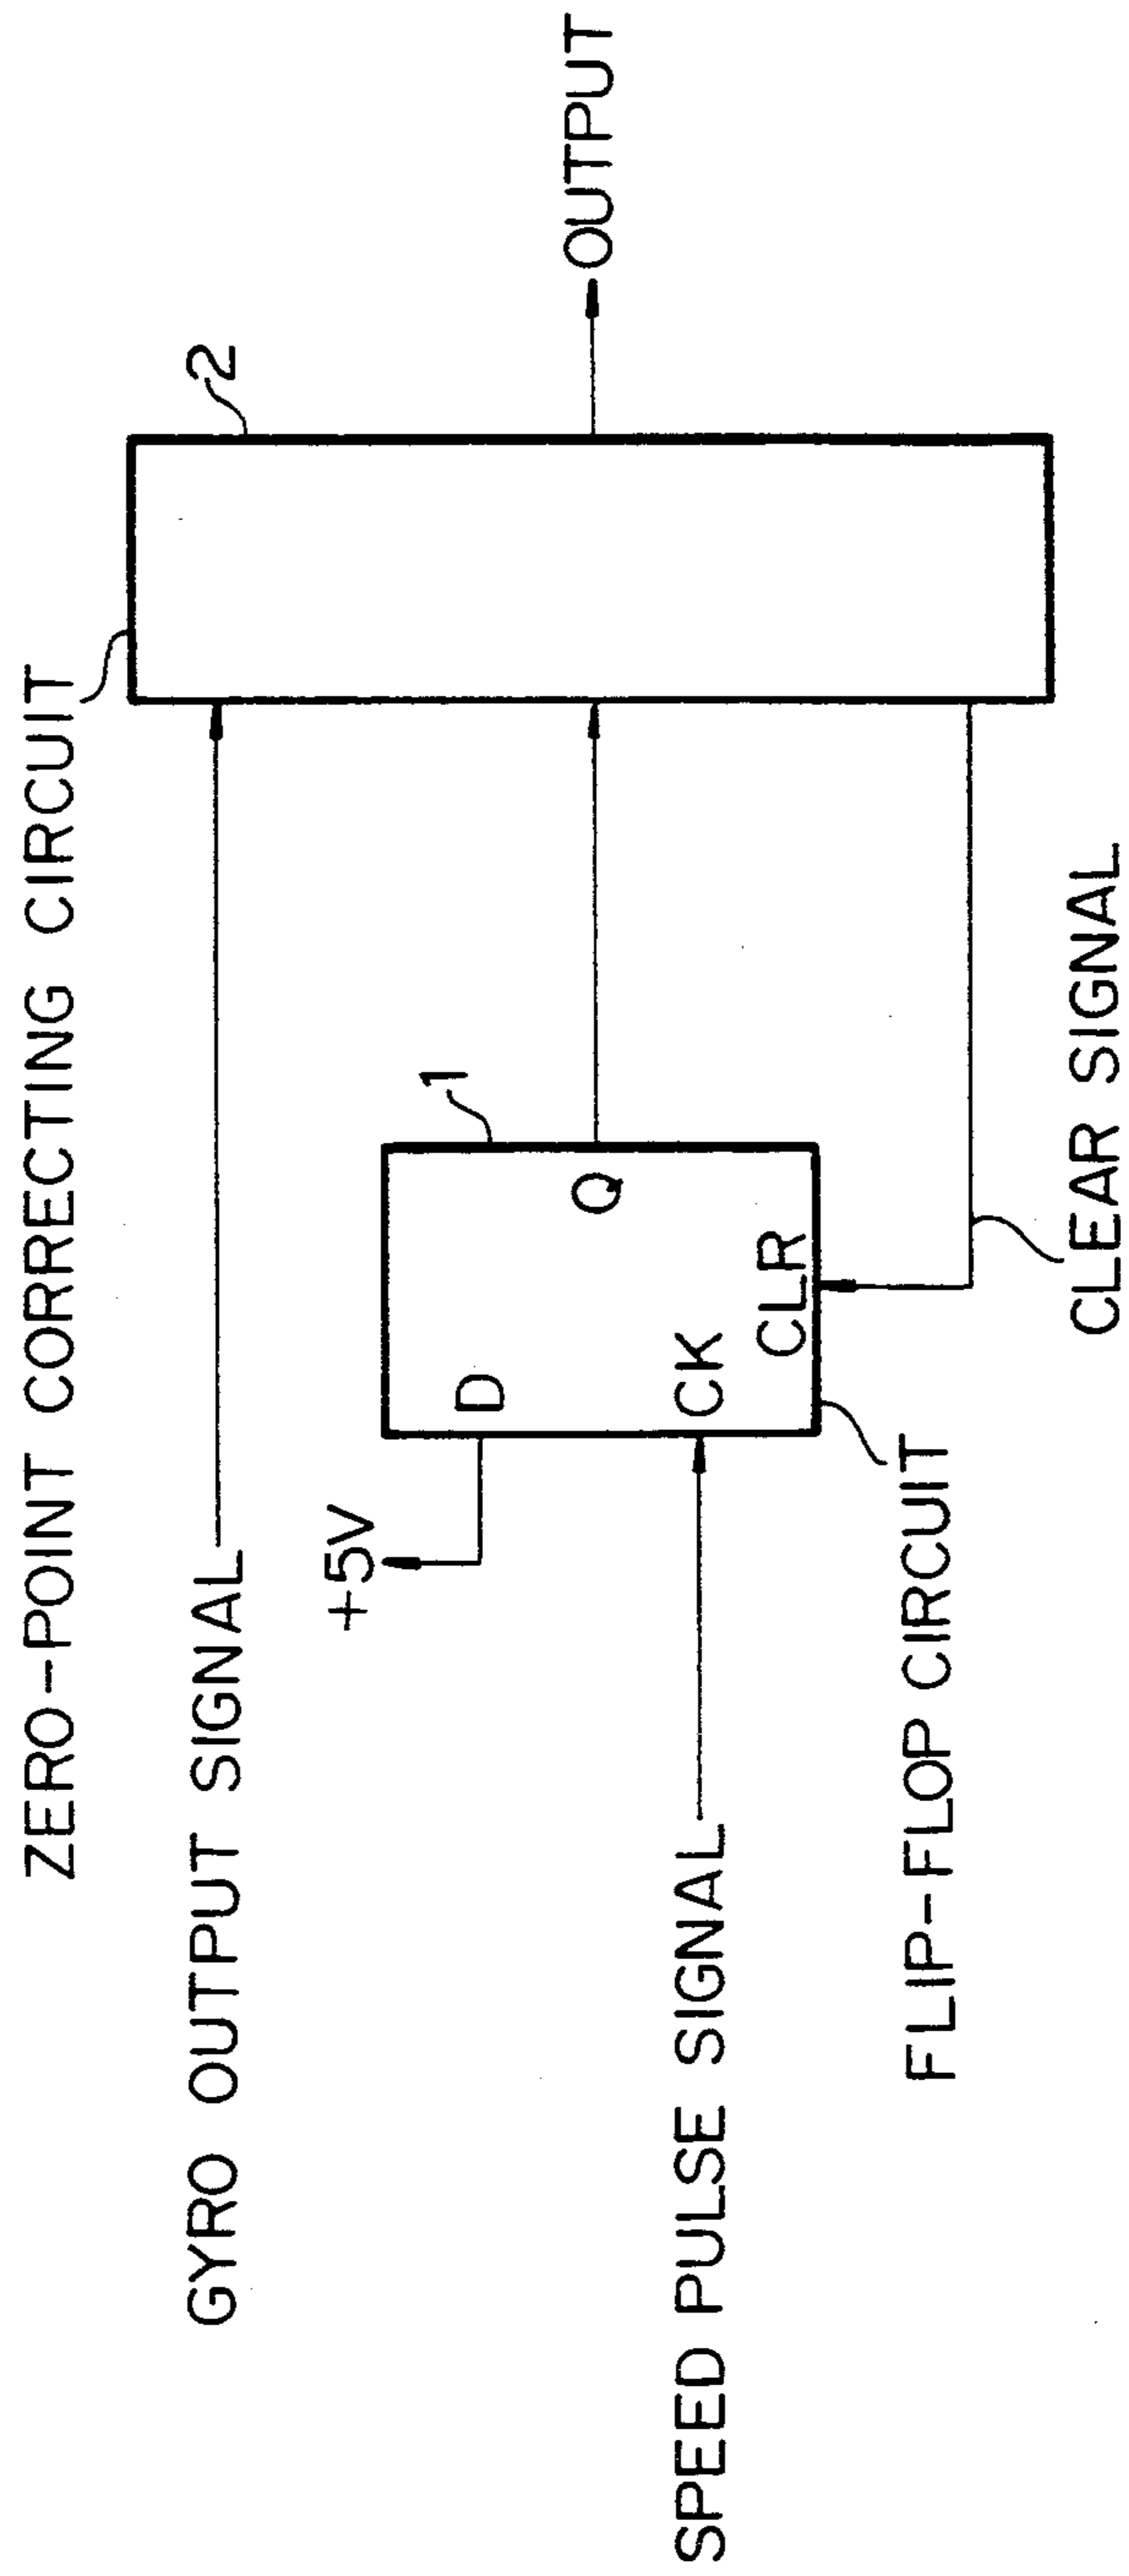 ZERO-POINT CORRECTING CIRCUIT
2
GYRO OUTPUT SIGNAL
+5V
1
D
Q
OUTPUT
SPEED PULSE SIGNAL
CK
CLR
FLIP-FLOP CIRCUIT
CLEAR SIGNAL